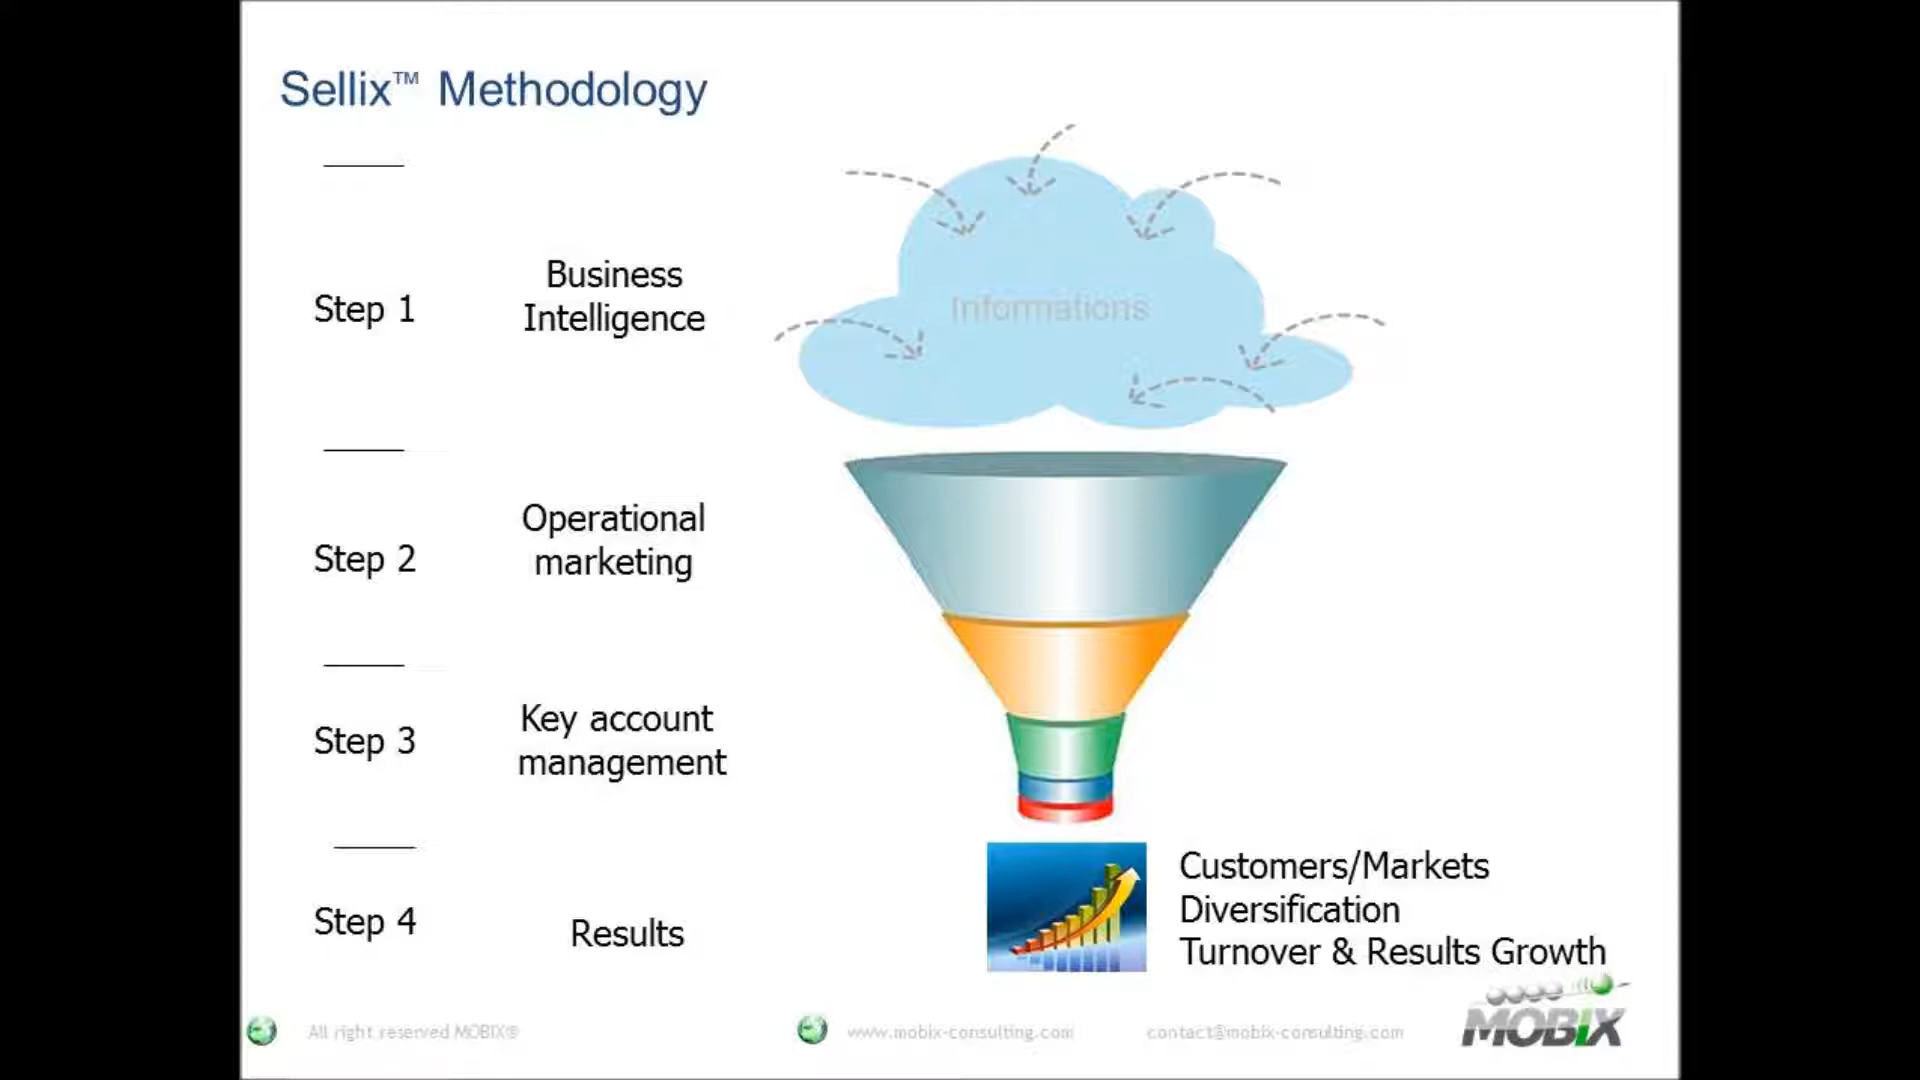 Sellix™ Methodology
Step 1
Business
Intelligence
Informations
Step 2
Operational
marketing
Step 3
Key account
management
Step 4
Results
Customers/Markets
Diversification
Turnover & Results Growth
All right reserved MOBIX®
www.mobix-consulting.com
contact@mobix-consulting.com
MOBIX